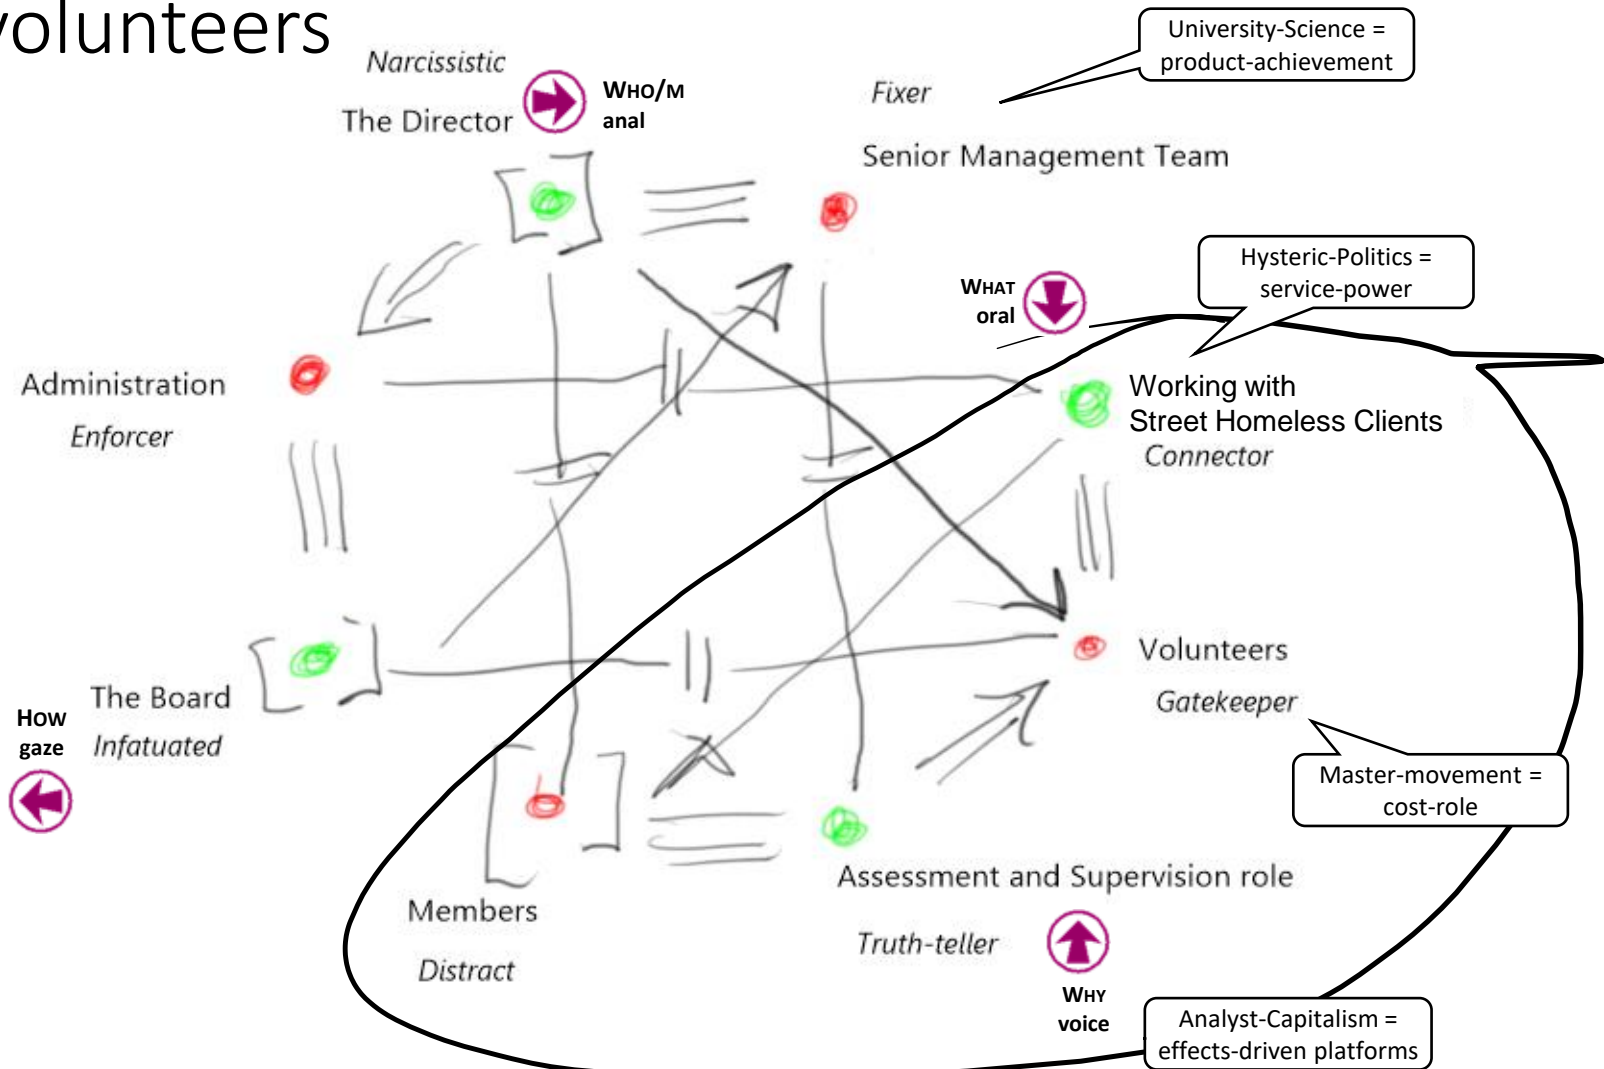 volunteers
University-Science =
product-achievement
Narcissistic
The Director
WHO/M
anal
Fixer
Senior Management Team
Hysteric-Politics =
service-power
WHAT
oral
Administration
Enforcer
Working with
Street Homeless Clients
Connector
Volunteers
Gatekeeper
The Board
Infatuated
HOW
gaze
Master-movement =
cost-role
Members
Distract
Assessment and Supervision role
Truth-teller
WHY
voice
Analyst-Capitalism =
effects-driven platforms